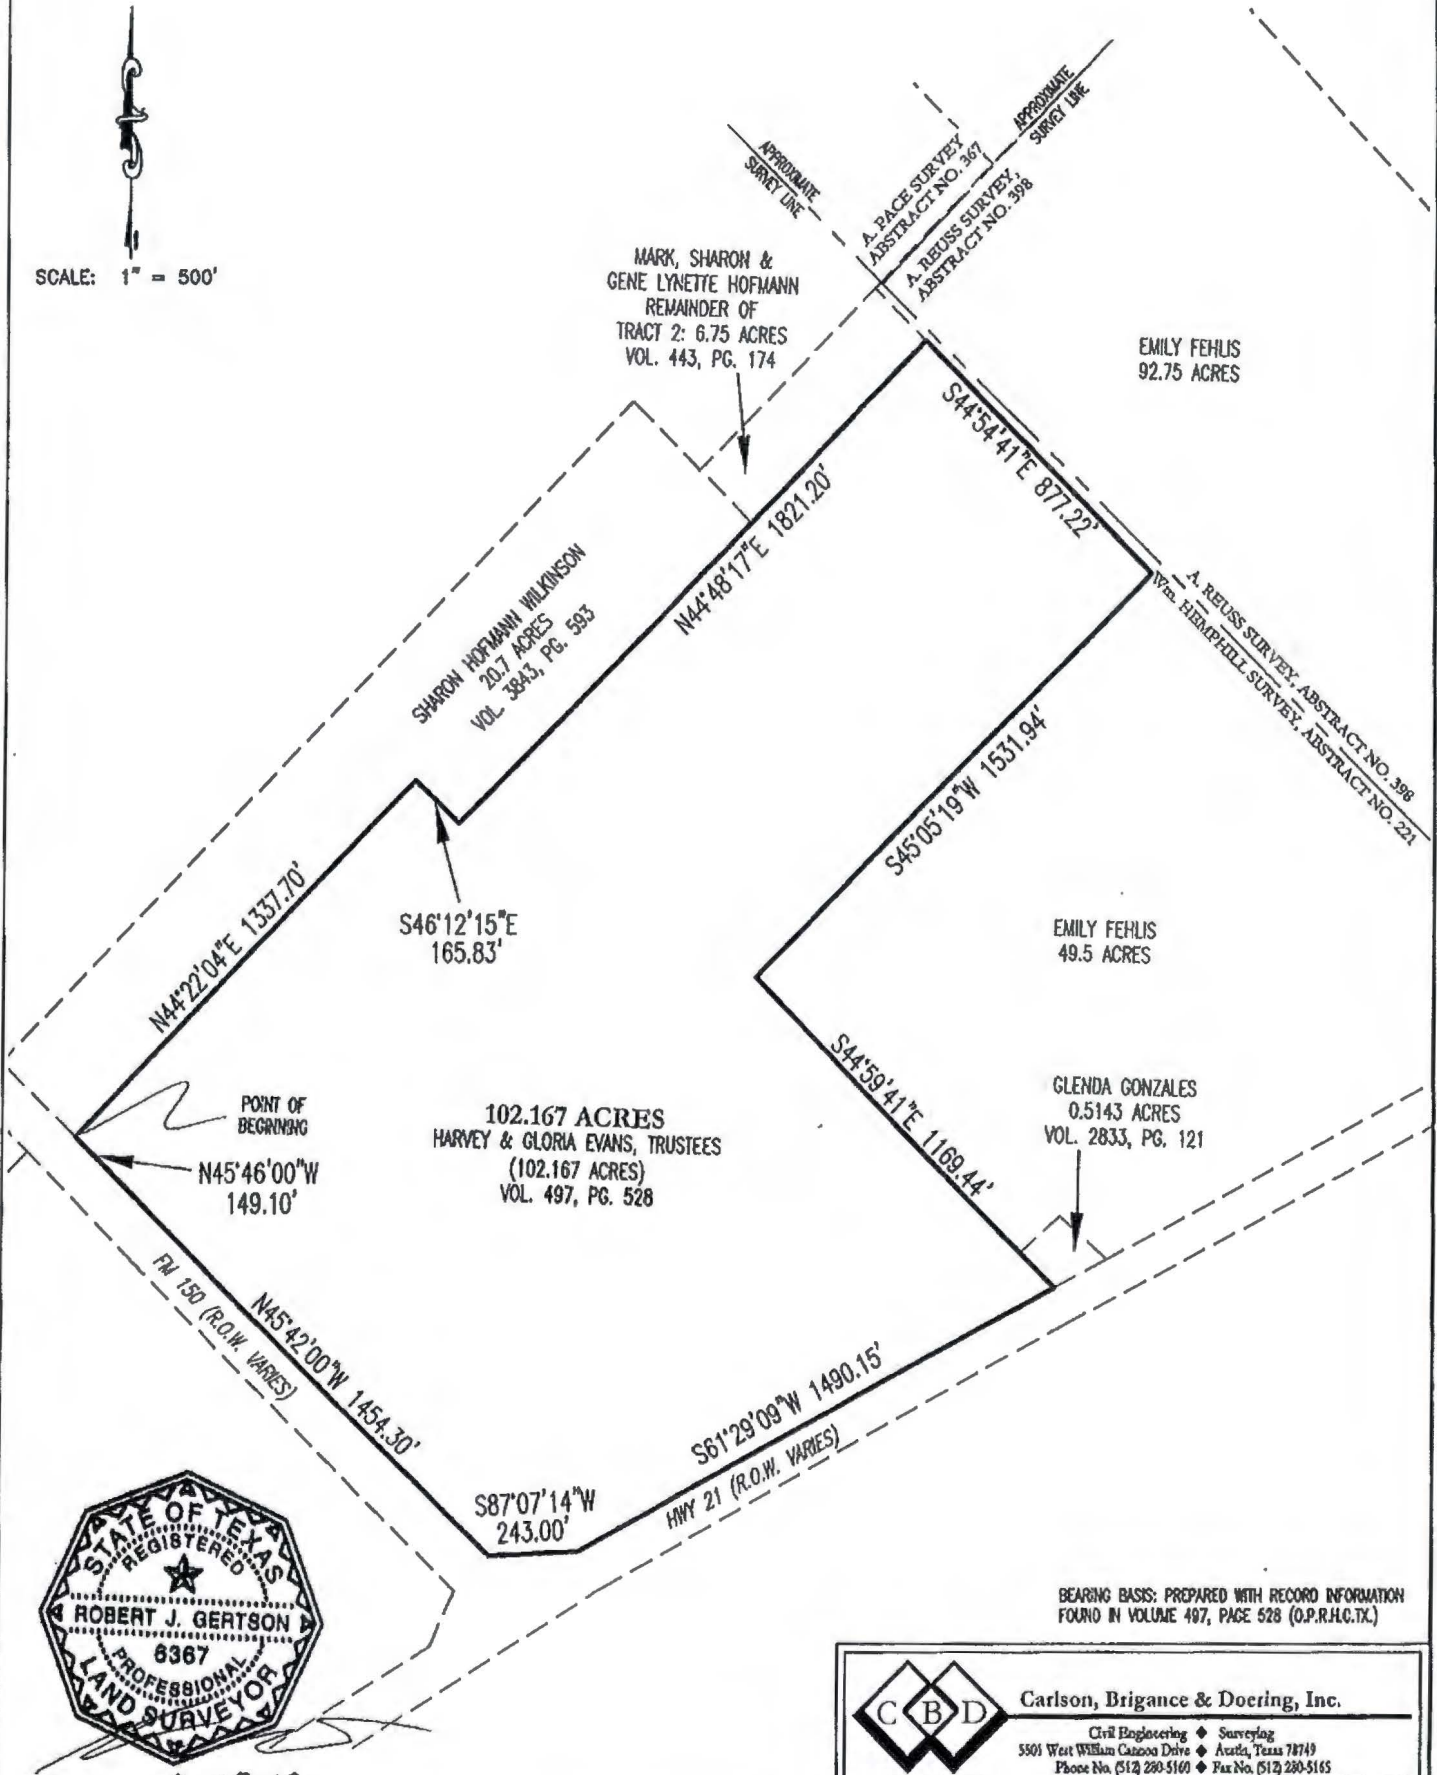 SCALE: 1" = 500'
APPROXIMATE
SURVEY LINE
A. PACE SURVEY
ABSTRACT NO. 367
APPROXIMATE
SURVEY LINE
A. REUSS SURVEY,
ABSTRACT NO. 398
MARK, SHARON &
GENE LYNETTE HOFMANN
REMAINDER OF
TRACT 2: 6.75 ACRES
VOL. 443, PG. 174
EMILY FEHLIS
92.75 ACRES
S44°54'41"E 877.22'
N44°48'17"E 1821.20'
SHARON HOFMANN WILKINSON
20.7 ACRES
VOL. 3843, PG. 593
A. REUSS SURVEY, ABSTRACT NO. 398
Wm. HEMPHILL SURVEY, ABSTRACT NO. 221
S45°05'19"W 1531.94'
N44°22'04"E 1337.70'
S46°12'15"E
165.83'
EMILY FEHLIS
49.5 ACRES
S44°59'41"E 1169.44'
GLENDA GONZALES
0.5143 ACRES
VOL. 2833, PG. 121
POINT OF
BEGINNING
102.167 ACRES
HARVEY & GLORIA EVANS, TRUSTEES
(102.167 ACRES)
VOL. 497, PG. 528
N45°46'00"W
149.10'
FM 150 (R.O.W. VARIES)
N45°42'00"W 1454.30'
S61°29'09"W 1490.15'
HWY 21 (R.O.W. VARIES)
S87°07'14"W
243.00'
STATE OF TEXAS
REGISTERED
ROBERT J. GERTSON
6367
PROFESSIONAL
LAND SURVEYOR
BEARING BASIS: PREPARED WITH RECORD INFORMATION
FOUND IN VOLUME 497, PAGE 528 (O.P.R.H.C.TX.)
C B D
Carlson, Brigance & Doering, Inc.
Civil Engineering ◆ Surveying
5501 West William Cannon Drive ◆ Austin, Texas 78749
Phone No. (512) 280-5160 ◆ Fax No. (512) 280-5165